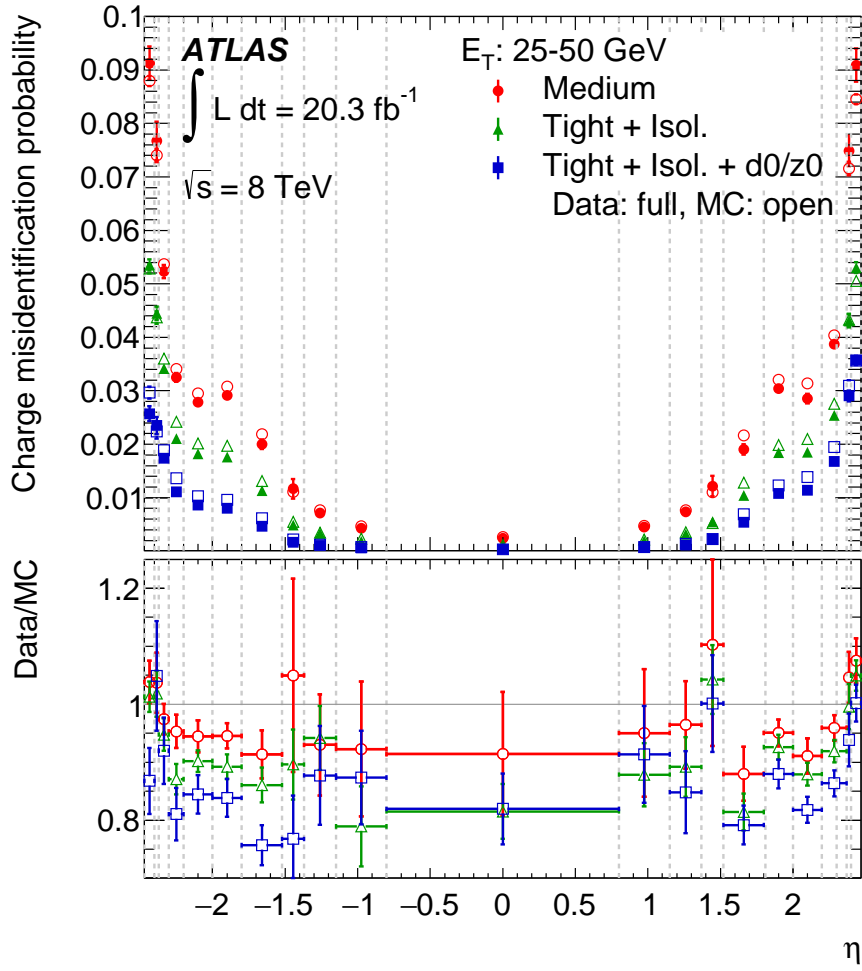 ATLAS
∫ L dt = 20.3 fb⁻¹
√s = 8 TeV
E_T: 25-50 GeV
Medium
Tight + Isol.
Tight + Isol. + d0/z0
Data: full, MC: open
Charge misidentification probability
0.1
0.09
0.08
0.07
0.06
0.05
0.04
0.03
0.02
0.01
Data/MC
1.2
1
0.8
−2 −1.5 −1 −0.5 0 0.5 1 1.5 2
η